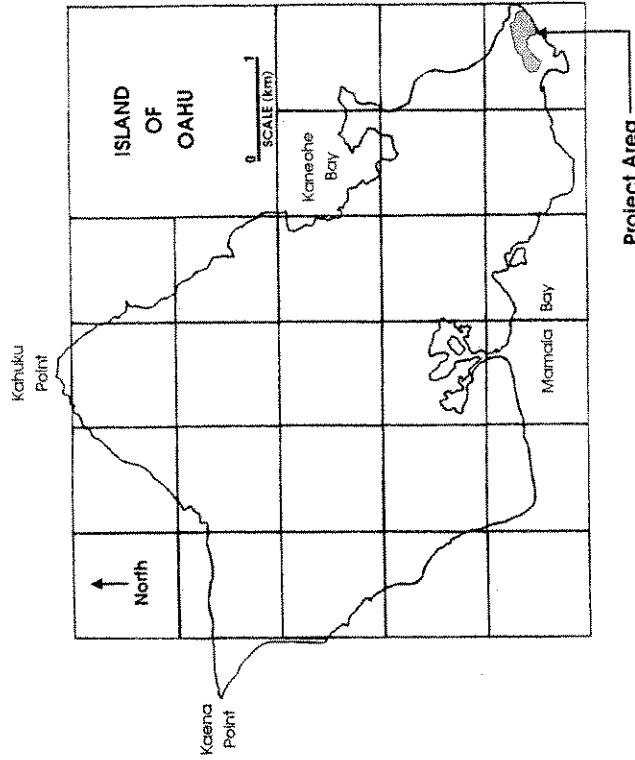 Kahuku
Point
ISLAND
OF
OAHU
North
0 1
SCALE (km)
Kaneohe
Bay
Kaena
Point
Mamala Bay
Project Area